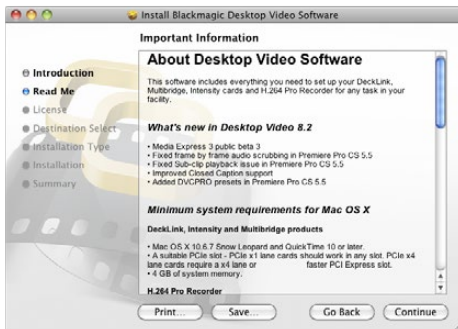 Install Blackmagic Desktop Video Software
Important Information
Introduction
Read Me
License
Destination Select
Installation Type
Installation
Summary
About Desktop Video Software
This software includes everything you need to set up your DeckLink,
Multibridge, Intensity cards and H.264 Pro Recorder for any task in your
facility.
What's new in Desktop Video 8.2
• Media Express 3 public beta 3
• Fixed frame by frame audio scrubbing in Premiere Pro CS 5.5
• Fixed Sub-clip playback issue in Premiere Pro CS 5.5
• Improved Closed Caption support
• Added DVCPRO presets in Premiere Pro CS 5.5
Minimum system requirements for Mac OS X
DeckLink, Intensity and Multibridge products
• Mac OS X 10.6.7 Snow Leopard and QuickTime 10 or later.
• A suitable PCIe slot - PCIe x1 lane cards should work in any slot. PCIe x4
lane cards require a x4 lane or faster PCI Express slot.
• 4 GB of system memory.
H.264 Pro Recorder
Print... Save... Go Back Continue